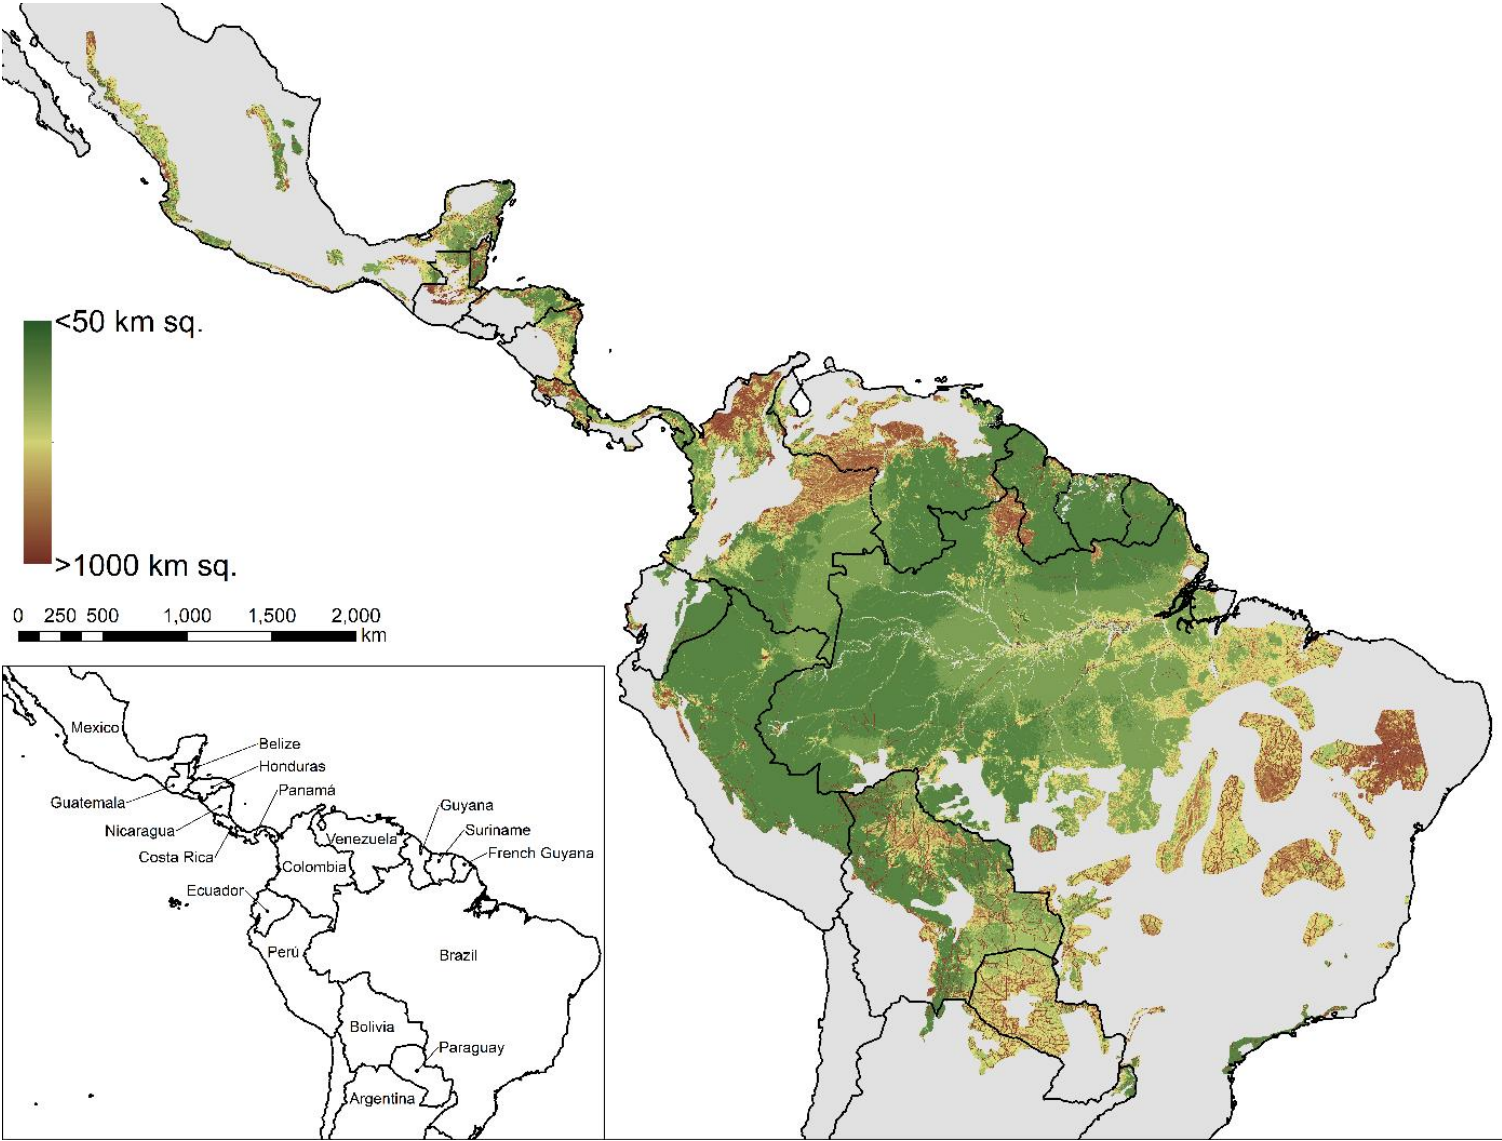 <50 km sq.
>1000 km sq.
0 250 500 1,000 1,500 2,000
km
Mexico
Belize
Honduras
Guatemala
Panamá
Guyana
Nicaragua
Venezuela
Suriname
Costa Rica
Colombia
French Guyana
Ecuador
Perú
Brazil
Bolivia
Paraguay
Argentina